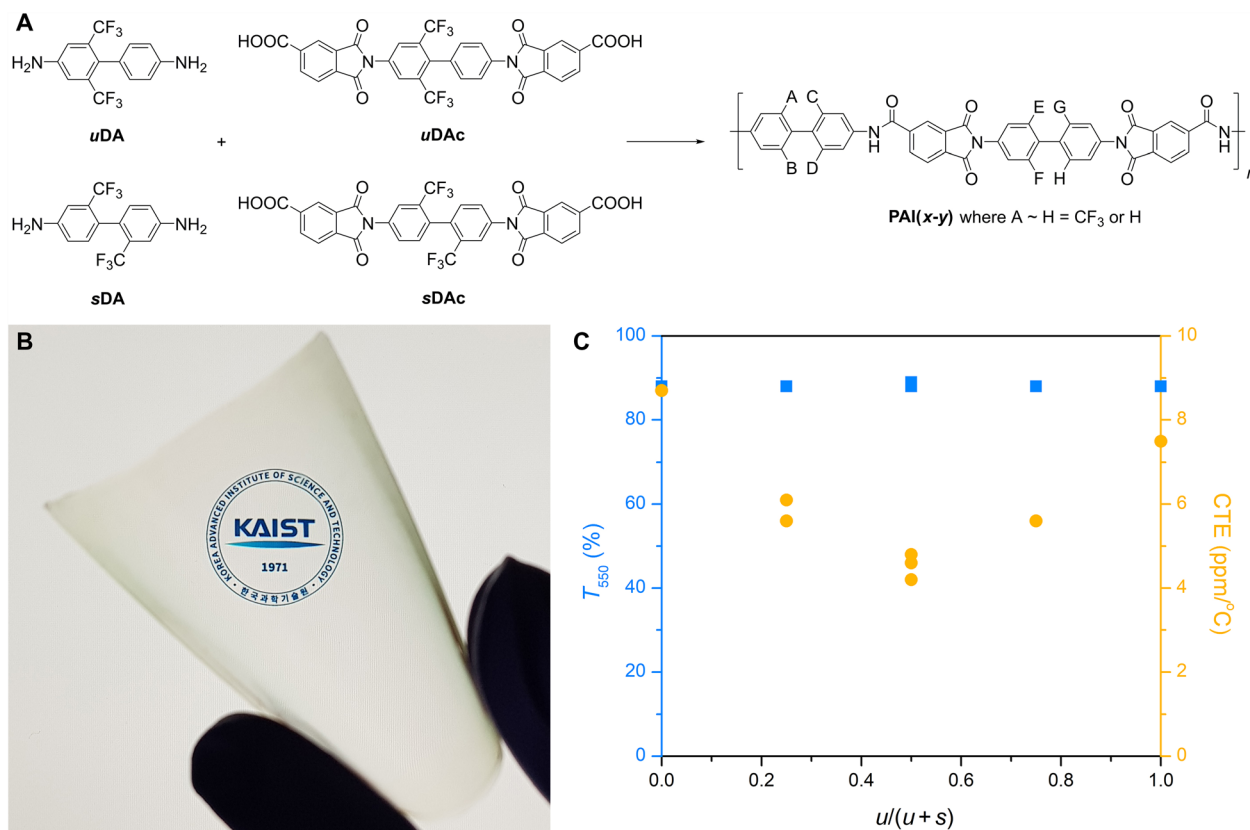 A
CF₃
H₂N
NH₂
CF₃
uDA
+
CF₃
H₂N
NH₂
F₃C
sDA
HOOC
O
O
CF₃
O
COOH
N
N
O
CF₃
O
uDAc
HOOC
O
CF₃
O
COOH
N
N
O
F₃C
O
sDAc
A
C
O
O
E
G
O
O
NH
N
N
NH
B
D
O
F
H
O
n
PAI(x-y) where A ~ H = CF₃ or H
B
KOREA ADVANCED INSTITUTE OF SCIENCE AND TECHNOLOGY
KAIST
1971
한국과학기술원
C
100
80
60
40
20
0
T₅₅₀ (%)
10
8
6
4
2
0
CTE (ppm/°C)
0.0 0.2 0.4 0.6 0.8 1.0
u/(u + s)